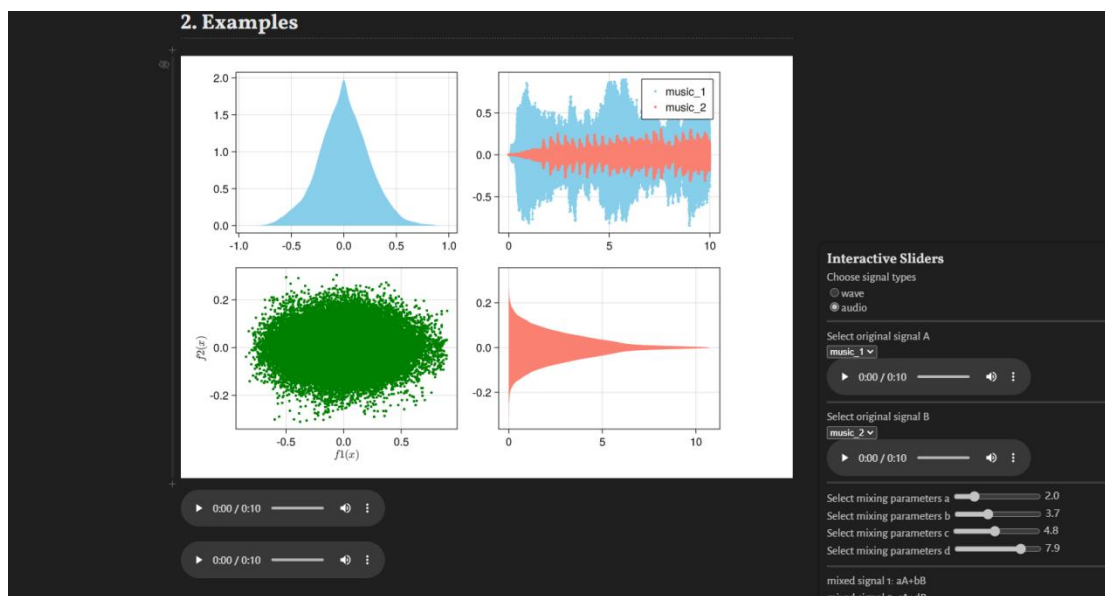 2. Examples
2.0
1.5
1.0
0.5
0.0
-1.0 -0.5 0.0 0.5 1.0
music_1
music_2
0.5
0.0
-0.5
0 5 10
0.2
0.0
-0.2
f2(x)
-0.5 0.0 0.5
f1(x)
0.2
0.0
-0.2
0 5 10
0:00 / 0:10
0:00 / 0:10
Interactive Sliders
Choose signal types
wave
audio
Select original signal A
music_1
0:00 / 0:10
Select original signal B
music_2
0:00 / 0:10
Select mixing parameters a 2.0
Select mixing parameters b 3.7
Select mixing parameters c 4.8
Select mixing parameters d 7.9
mixed signal 1: aA+bB